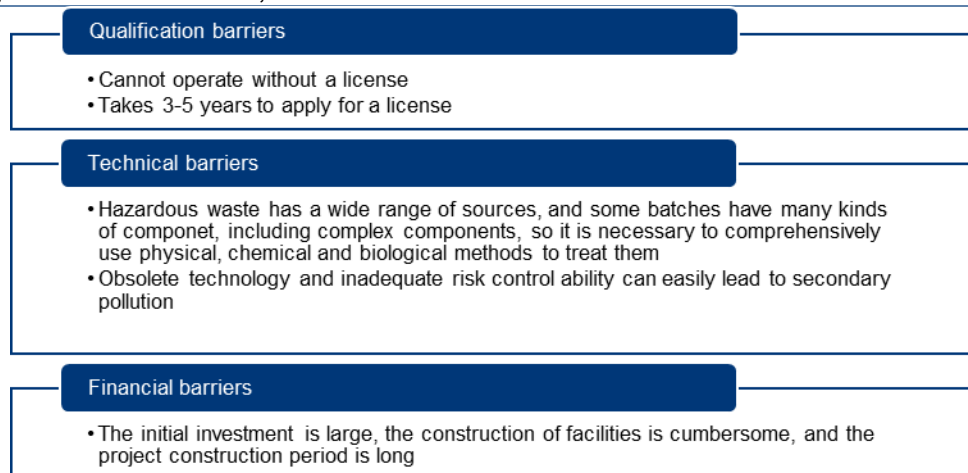 Qualification barriers
• Cannot operate without a license
• Takes 3-5 years to apply for a license
Technical barriers
• Hazardous waste has a wide range of sources, and some batches have many kinds
of componet, including complex components, so it is necessary to comprehensively
use physical, chemical and biological methods to treat them
• Obsolete technology and inadequate risk control ability can easily lead to secondary
pollution
Financial barriers
• The initial investment is large, the construction of facilities is cumbersome, and the
project construction period is long